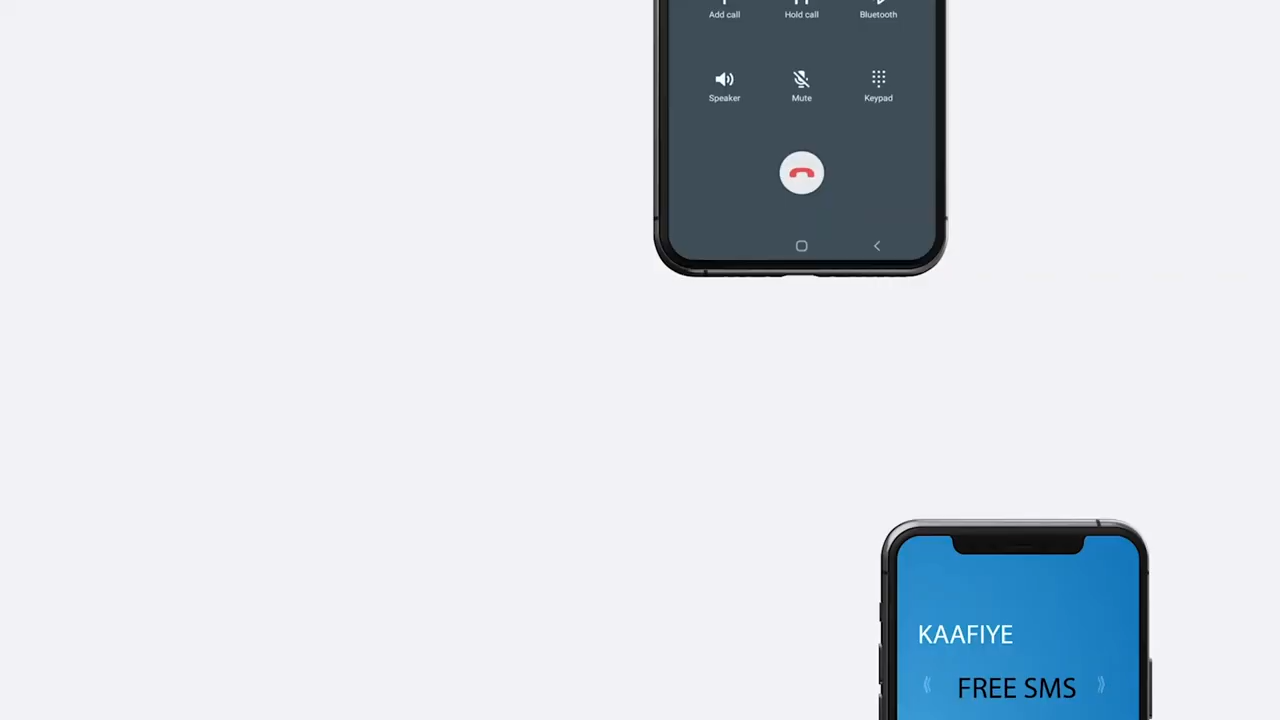 Add call Hold call Bluetooth
Speaker Mute Keypad
KAAFIYE
FREE SMS